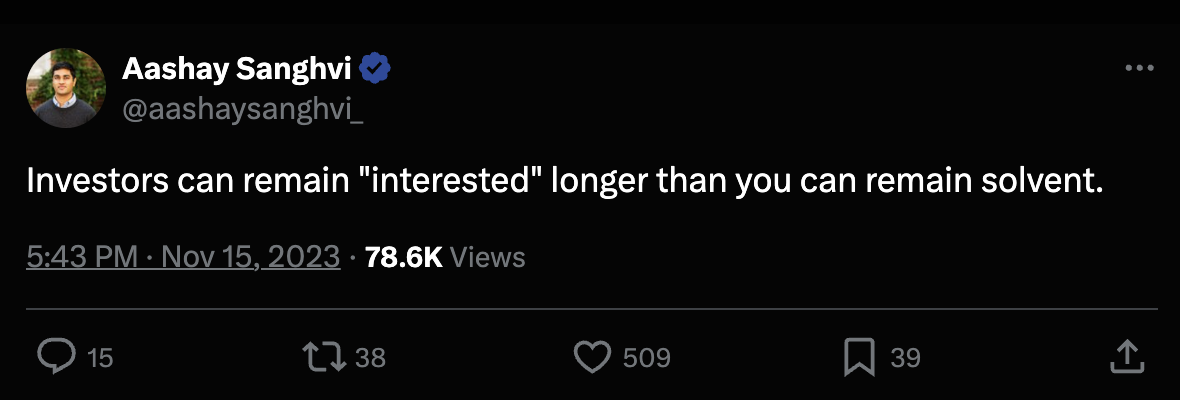 Aashay Sanghvi
@aashaysanghvi_
Investors can remain "interested" longer than you can remain solvent.
5:43 PM · Nov 15, 2023 · 78.6K Views
15 38 509 39